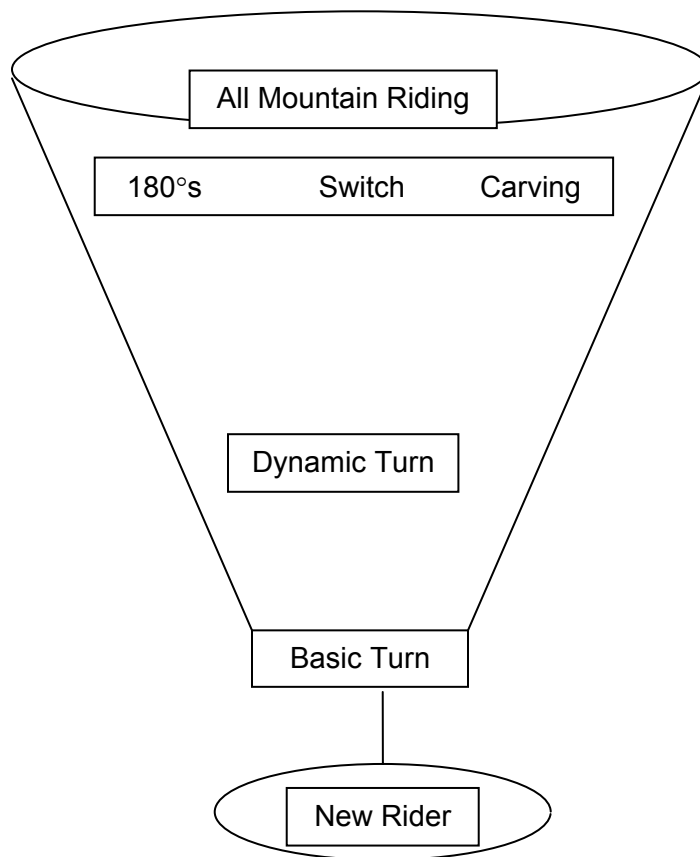 All Mountain Riding
180°s Switch Carving
Dynamic Turn
Basic Turn
New Rider